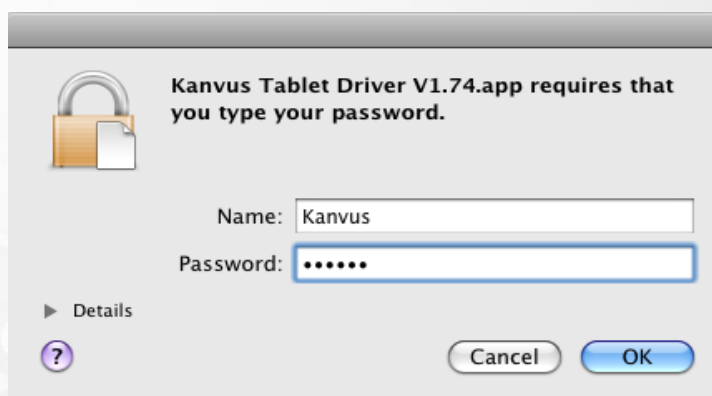 Kanvus Tablet Driver V1.74.app requires that
you type your password.
Name: Kanvus
Password: ••••••
Details
?
Cancel OK